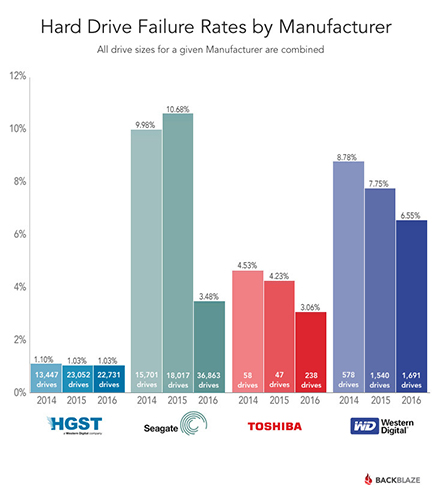 Hard Drive Failure Rates by Manufacturer
All drive sizes for a given Manufacturer are combined
12%
10%
8%
6%
4%
2%
0%
1.10%
1.03%
1.03%
13,447 drives
23,052 drives
22,731 drives
2014 2015 2016
HGST
a Western Digital company
9.98%
10.68%
3.48%
15,701 drives
18,017 drives
36,863 drives
2014 2015 2016
Seagate
4.53%
4.23%
3.06%
58 drives
47 drives
238 drives
2014 2015 2016
TOSHIBA
8.78%
7.75%
6.55%
578 drives
1,540 drives
1,691 drives
2014 2015 2016
WD Western Digital
BACKBLAZE